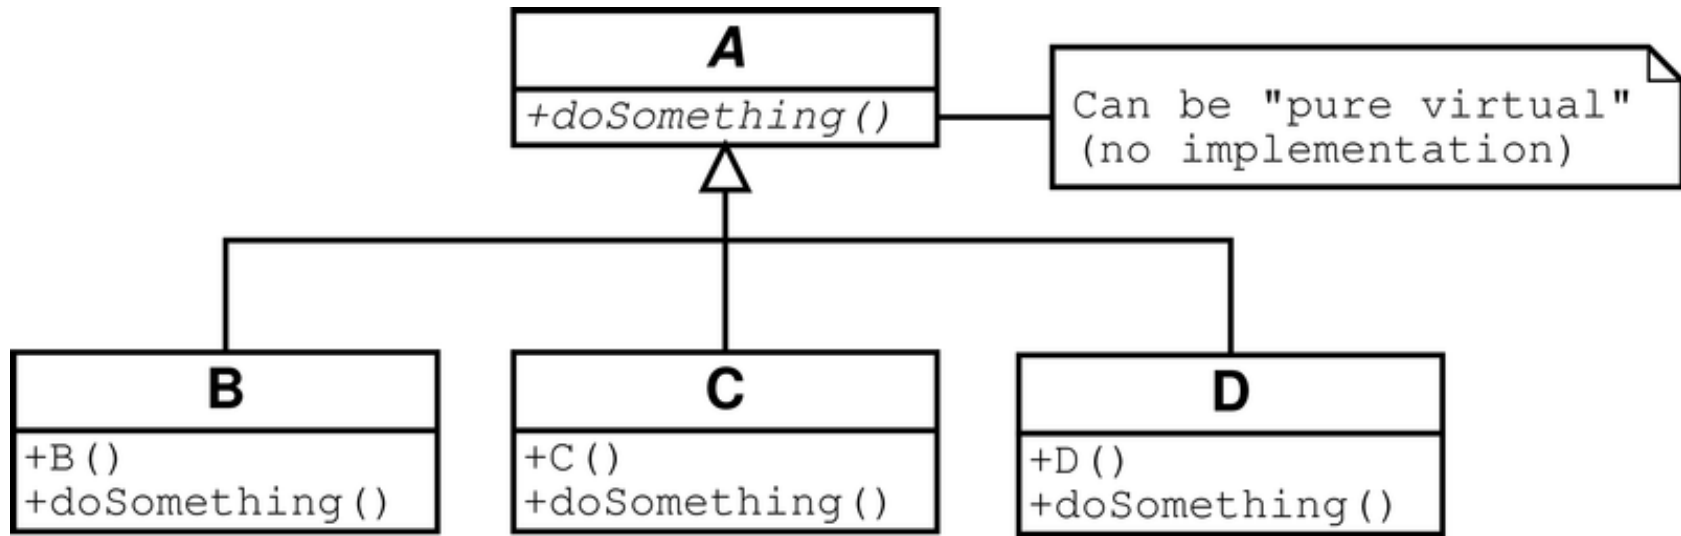 A
+doSomething()
Can be "pure virtual"
(no implementation)
B
+B()
+doSomething()
C
+C()
+doSomething()
D
+D()
+doSomething()